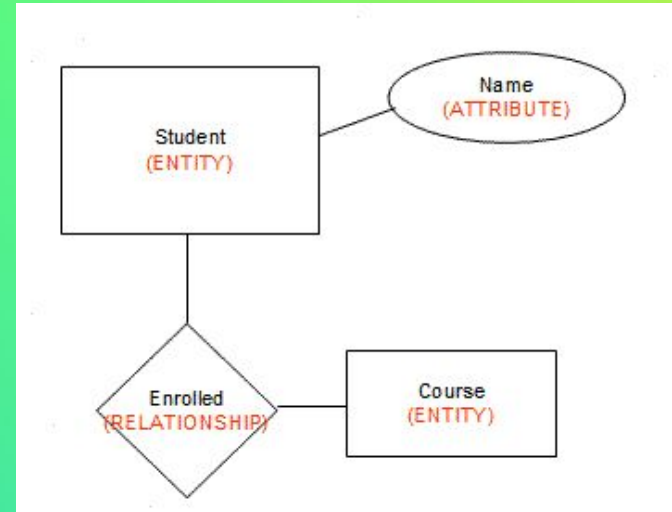 Student
(ENTITY)
Name
(ATTRIBUTE)
Enrolled
(RELATIONSHIP)
Course
(ENTITY)